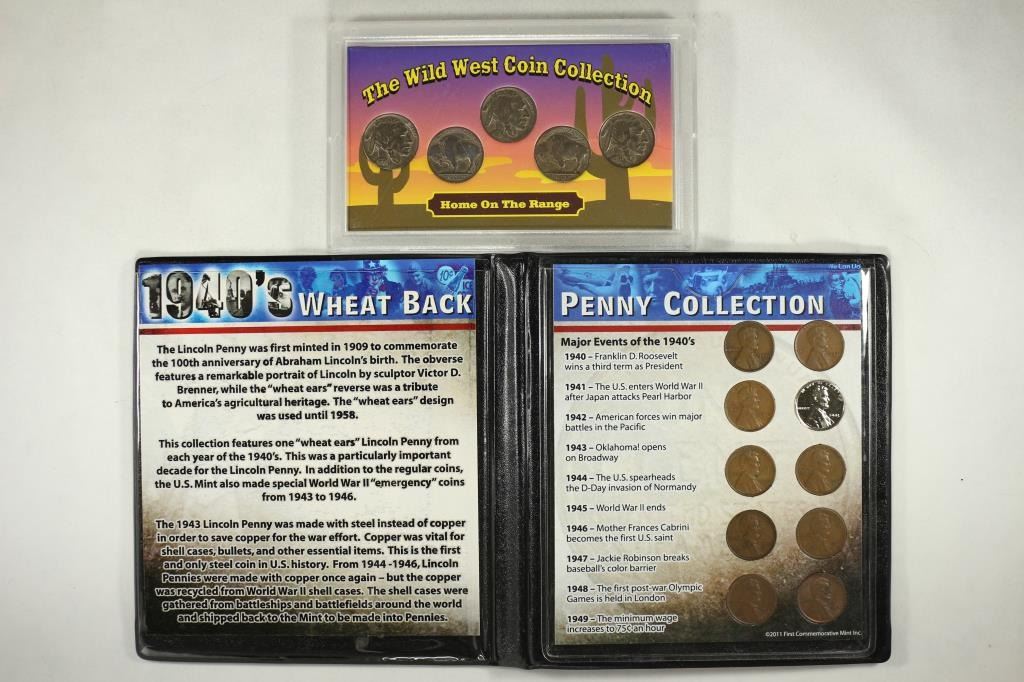 The Wild West Coin Collection
Home On The Range
1940's WHEAT BACK
The Lincoln Penny was first minted in 1909 to commemorate
the 100th anniversary of Abraham Lincoln's birth. The obverse
features a remarkable portrait of Lincoln by sculptor Victor D.
Brenner, while the "wheat ears" reverse was a tribute
to America's agricultural heritage. The "wheat ears" design
was used until 1958.
This collection features one "wheat ears" Lincoln Penny from
each year of the 1940's. This was a particularly important
decade for the Lincoln Penny. In addition to the regular coins,
the U.S. Mint also made special World War II "emergency" coins
from 1943 to 1946.
The 1943 Lincoln Penny was made with steel instead of copper
in order to save copper for the war effort. Copper was vital for
shell cases, bullets, and other essential items. This is the first
and only steel coin in U.S. history. From 1944 -1946, Lincoln
Pennies were made with copper once again – but the copper
was recycled from World War II shell cases. The shell cases were
gathered from battleships and battlefields around the world
and shipped back to the Mint to be made into Pennies.
PENNY COLLECTION
Major Events of the 1940's
1940 – Franklin D. Roosevelt
wins a third term as President
1941 – The U.S. enters World War II
after Japan attacks Pearl Harbor
1942 – American forces win major
battles in the Pacific
1943 – Oklahoma! opens
on Broadway
1944 – The U.S. spearheads
the D-Day invasion of Normandy
1945 – World War II ends
1946 – Mother Frances Cabrini
becomes the first U.S. saint
1947 – Jackie Robinson breaks
baseball's color barrier
1948 – The first post-war Olympic
Games is held in London
1949 – The minimum wage
increases to 75¢ an hour
©2011 First Commemorative Mint Inc.